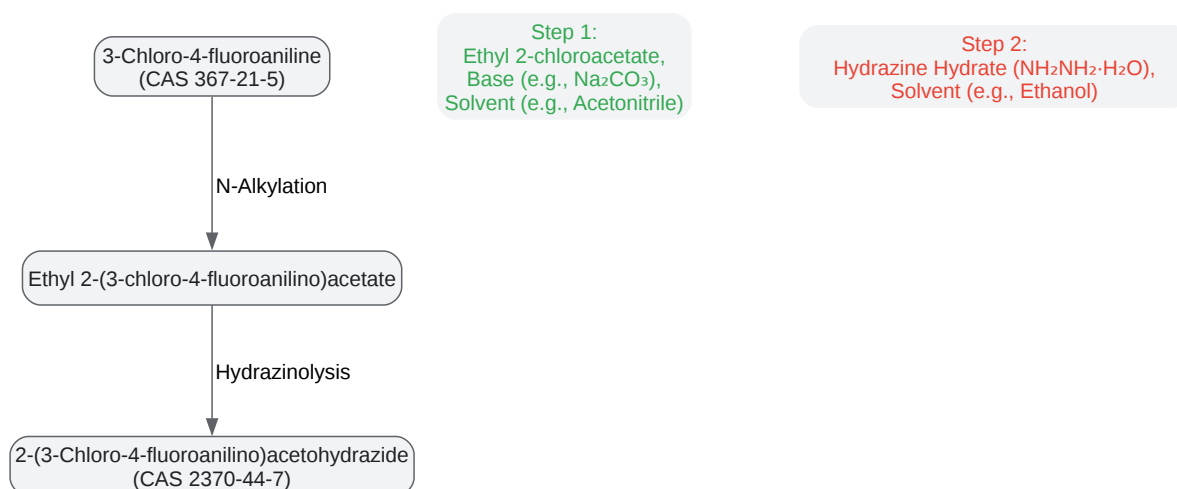 3-Chloro-4-fluoroaniline
(CAS 367-21-5)
Step 1:
Ethyl 2-chloroacetate,
Base (e.g., Na₂CO₃),
Solvent (e.g., Acetonitrile)
Step 2:
Hydrazine Hydrate (NH₂NH₂·H₂O),
Solvent (e.g., Ethanol)
N-Alkylation
Ethyl 2-(3-chloro-4-fluoroanilino)acetate
Hydrazinolysis
2-(3-Chloro-4-fluoroanilino)acetohydrazide
(CAS 2370-44-7)